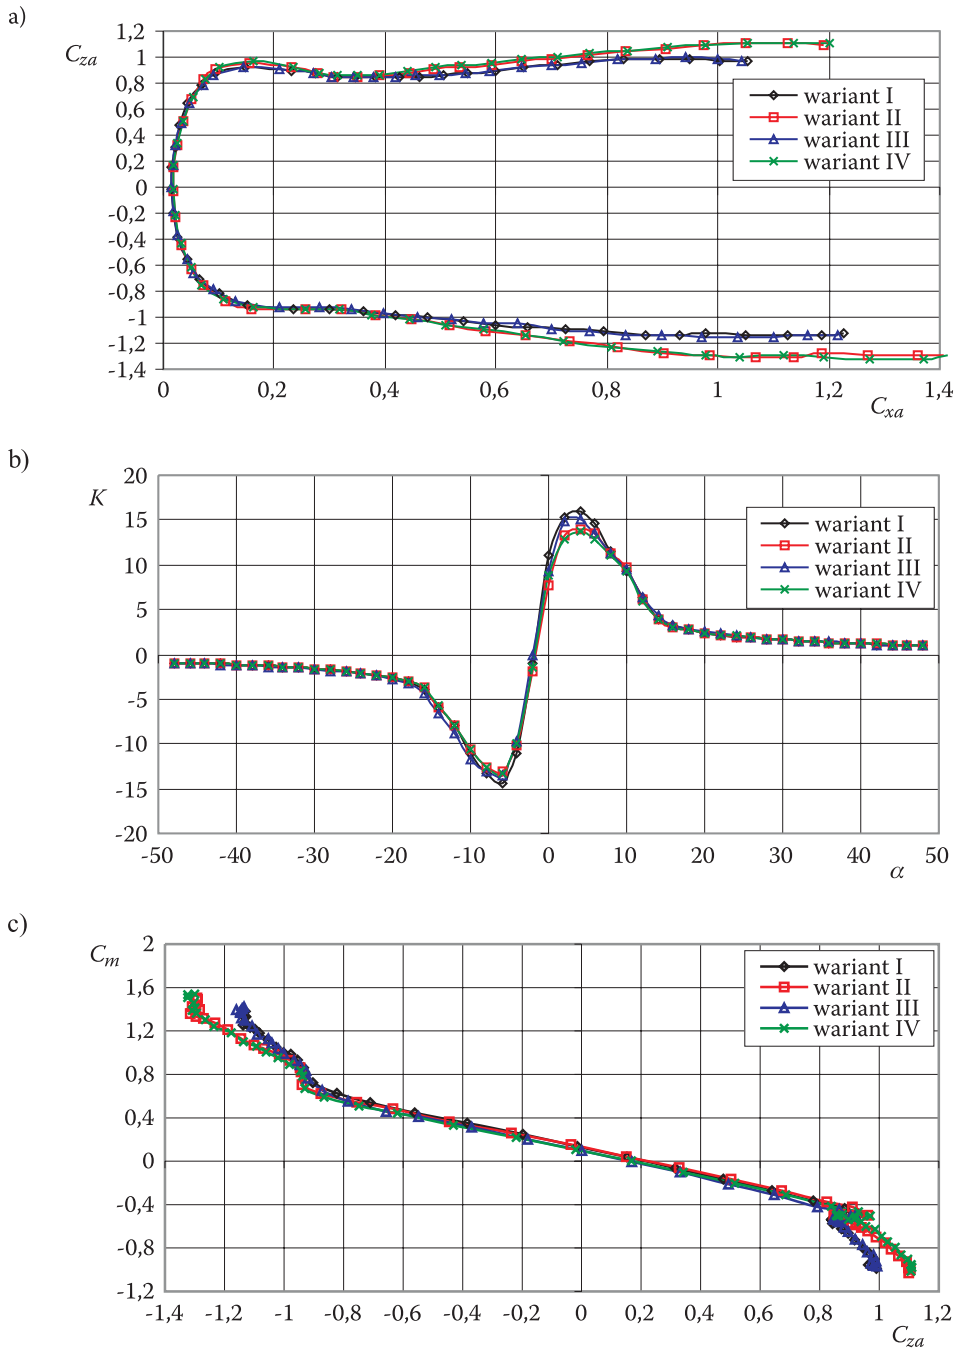 a)
C_za
1,2
1
0,8
0,6
0,4
0,2
0
-0,2
-0,4
-0,6
-0,8
-1
-1,2
-1,4
wariant I
wariant II
wariant III
wariant IV
0 0,2 0,4 0,6 0,8 1 1,2 1,4
C_xa
b)
K
20
15
10
5
0
-5
-10
-15
-20
wariant I
wariant II
wariant III
wariant IV
-50 -40 -30 -20 -10 0 10 20 30 40 50
α
c)
C_m
2
1,6
1,2
0,8
0,4
0
-0,4
-0,8
-1,2
wariant I
wariant II
wariant III
wariant IV
-1,4 -1,2 -1 -0,8 -0,6 -0,4 -0,2 0 0,2 0,4 0,6 0,8 1 1,2
C_za